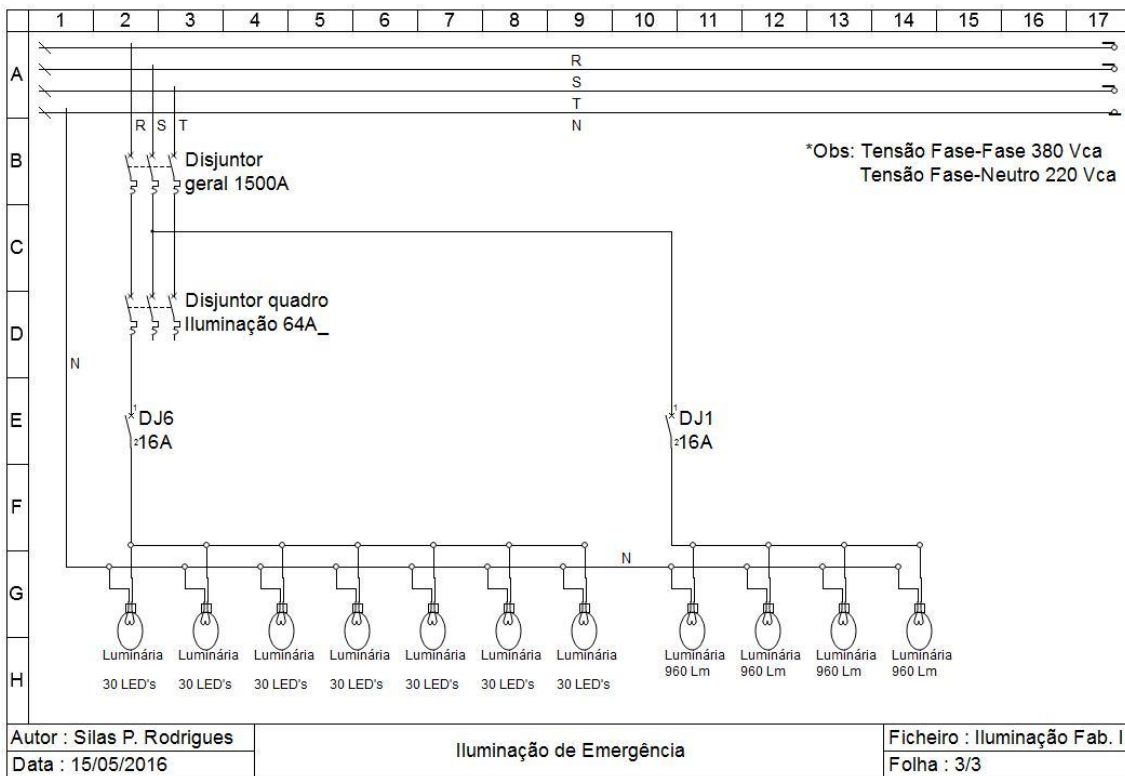 1 2 3 4 5 6 7 8 9 10 11 12 13 14 15 16 17
A
R
S
T
N
R S T
B
Disjuntor
geral 1500A
*Obs: Tensão Fase-Fase 380 Vca
Tensão Fase-Neutro 220 Vca
C
D
Disjuntor quadro
Iluminação 64A_
N
E
1 DJ6
2 16A
1 DJ1
2 16A
F
N
G
H
Luminária Luminária Luminária Luminária Luminária Luminária Luminária Luminária Luminária Luminária Luminária
960 Lm 960 Lm 960 Lm 960 Lm
30 LED's 30 LED's 30 LED's 30 LED's 30 LED's 30 LED's 30 LED's
Autor : Silas P. Rodrigues
Data : 15/05/2016
Iluminação de Emergência
Ficheiro : Iluminação Fab. I
Folha : 3/3